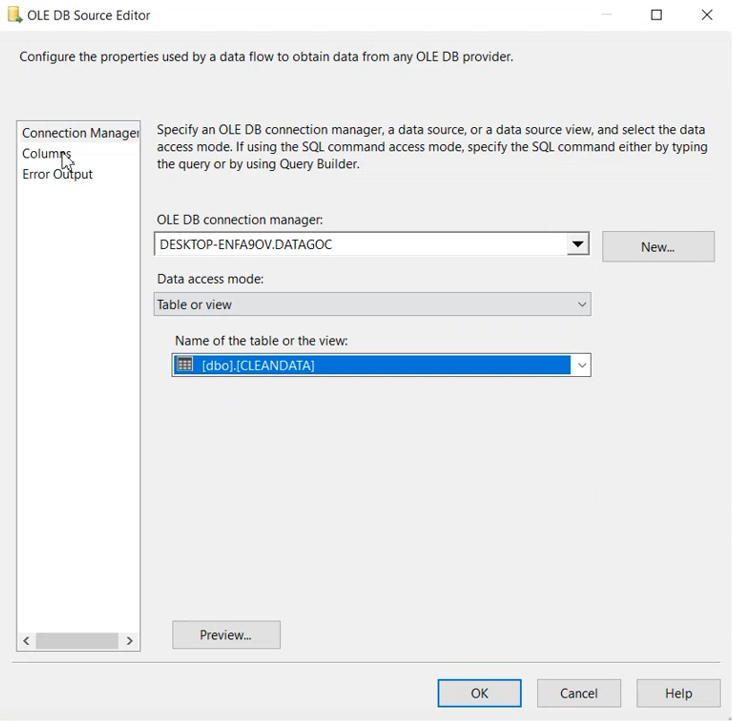 OLE DB Source Editor
Configure the properties used by a data flow to obtain data from any OLE DB provider.
Connection Manager
Columns
Error Output
Specify an OLE DB connection manager, a data source, or a data source view, and select the data
access mode. If using the SQL command access mode, specify the SQL command either by typing
the query or by using Query Builder.
OLE DB connection manager:
DESKTOP-ENFA9OV.DATAGOC
New...
Data access mode:
Table or view
Name of the table or the view:
[dbo].[CLEANDATA]
Preview...
OK
Cancel
Help